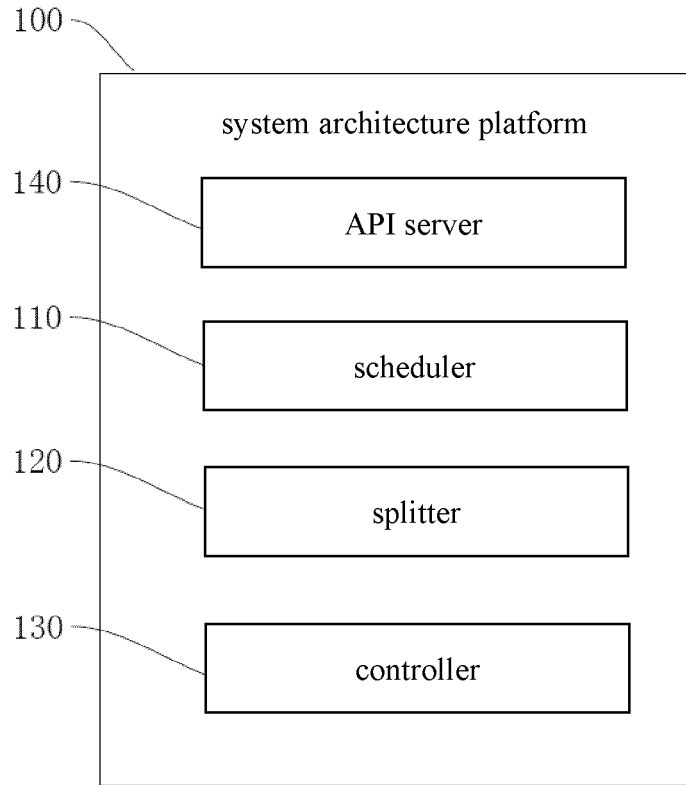 100
system architecture platform
140
API server
110
scheduler
120
splitter
130
controller